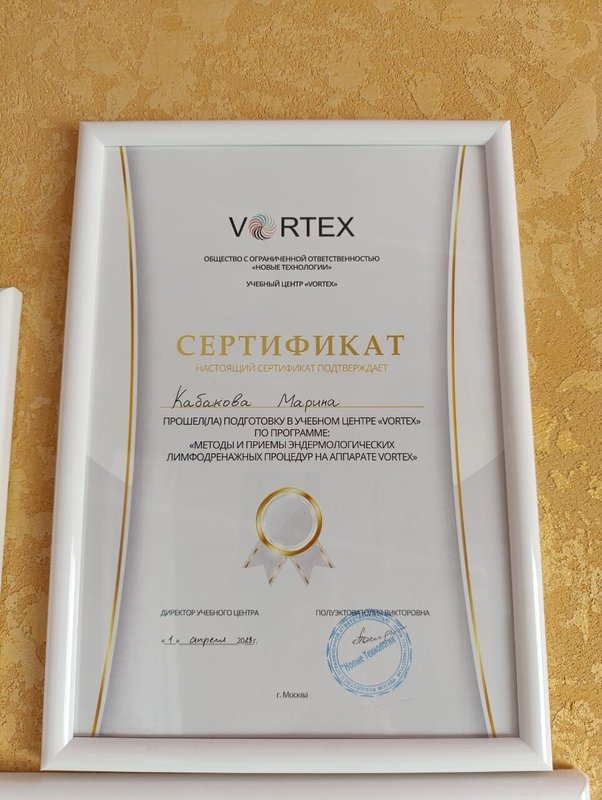 VORTEX
ОБЩЕСТВО С ОГРАНИЧЕННОЙ ОТВЕТСТВЕННОСТЬЮ
«НОВЫЕ ТЕХНОЛОГИИ»
УЧЕБНЫЙ ЦЕНТР «VORTEX»
СЕРТИФИКАТ
НАСТОЯЩИЙ СЕРТИФИКАТ ПОДТВЕРЖДАЕТ
Кабакова Марина
ПРОШЕЛ(ЛА) ПОДГОТОВКУ В УЧЕБНОМ ЦЕНТРЕ «VORTEX»
ПО ПРОГРАММЕ:
«МЕТОДЫ И ПРИЕМЫ ЭНДЕРМОЛОГИЧЕСКИХ
ЛИМФОДРЕНАЖНЫХ ПРОЦЕДУР НА АППАРАТЕ VORTEX»
ДИРЕКТОР УЧЕБНОГО ЦЕНТРА ПОЛУЭКТОВА ЮЛИЯ ВИКТОРОВНА
«1» апреля г.
Новые Технологии
г. Москва